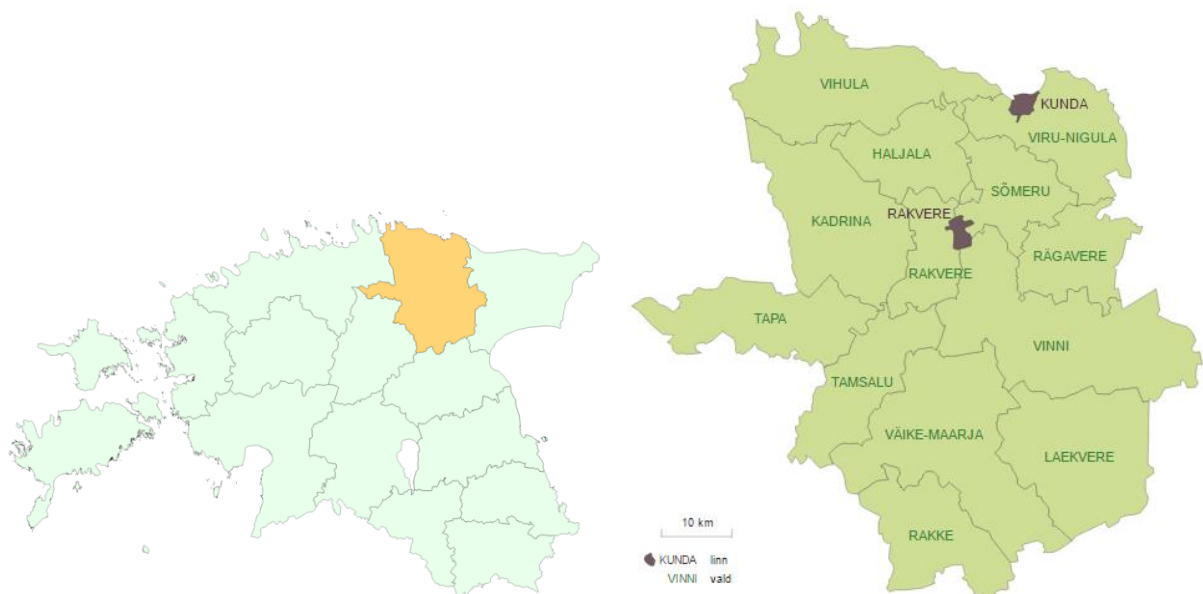 VIHULA
KUNDA
VIRU-NIGULA
HALJALA
SÕMERU
RAKVERE
KADRINA
RÄGAVERE
RAKVERE
TAPA
VINNI
TAMSALU
VÄIKE-MAARJA
LAEKVERE
10 km
RAKKE
KUNDA linn
VINNI vald